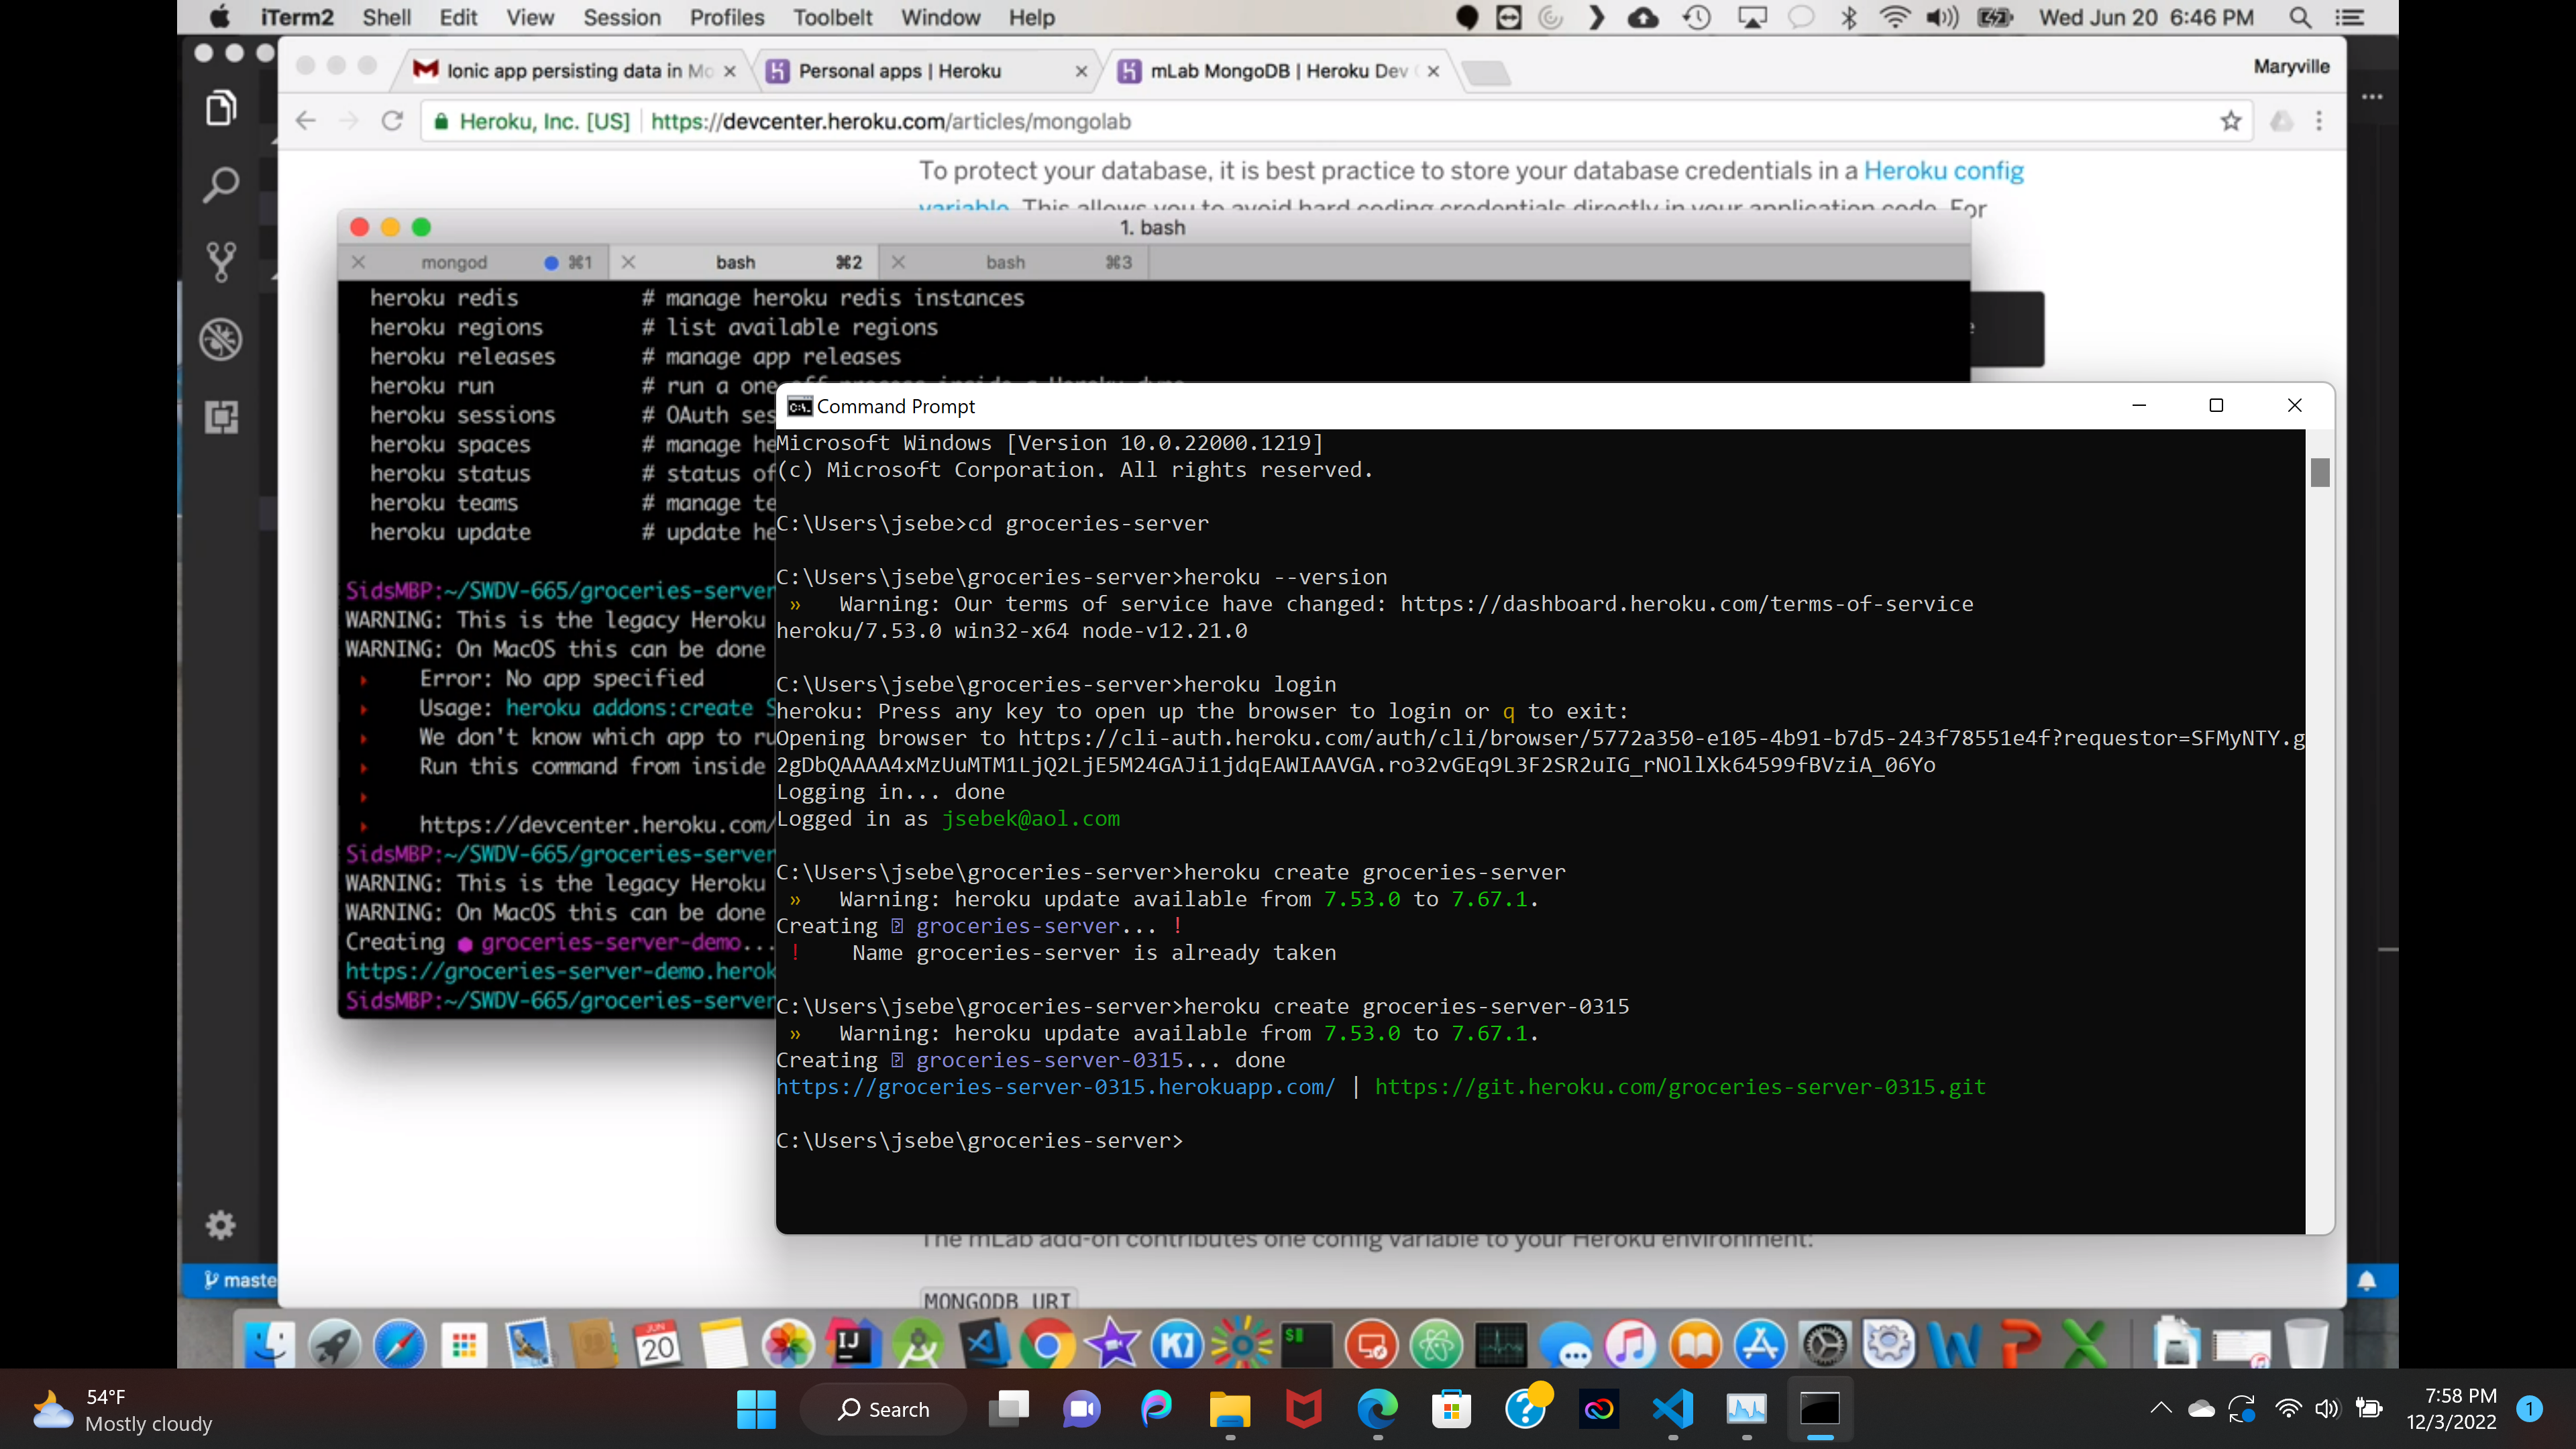 iTerm2 Shell Edit View Session Profiles Toolbelt Window Help Wed Jun 20 6:46 PM
Ionic app persisting data in Mo
Personal apps | Heroku
mLab MongoDB | Heroku Dev
Maryville
Heroku, Inc. [US] https://devcenter.heroku.com/articles/mongolab
To protect your database, it is best practice to store your database credentials in a Heroku config
variable. This allows you to avoid hard coding credentials directly in your application code. For
1. bash
mongod ⌘1 bash ⌘2 bash ⌘3
heroku redis # manage heroku redis instances
heroku regions # list available regions
heroku releases # manage app releases
heroku run # run a one-off process inside a Heroku dyno
heroku sessions # OAuth ses
heroku spaces # manage he
heroku status # status of
heroku teams # manage te
heroku update # update he
SidsMBP:~/SWDV-665/groceries-server
WARNING: This is the legacy Heroku
WARNING: On MacOS this can be done
Error: No app specified
Usage: heroku addons:create S
We don't know which app to ru
Run this command from inside
https://devcenter.heroku.com/
SidsMBP:~/SWDV-665/groceries-server
WARNING: This is the legacy Heroku
WARNING: On MacOS this can be done
Creating ⬢ groceries-server-demo...
https://groceries-server-demo.herok
SidsMBP:~/SWDV-665/groceries-server
Command Prompt
Microsoft Windows [Version 10.0.22000.1219]
(c) Microsoft Corporation. All rights reserved.
C:\Users\jsebe>cd groceries-server
C:\Users\jsebe\groceries-server>heroku --version
» Warning: Our terms of service have changed: https://dashboard.heroku.com/terms-of-service
heroku/7.53.0 win32-x64 node-v12.21.0
C:\Users\jsebe\groceries-server>heroku login
heroku: Press any key to open up the browser to login or q to exit:
Opening browser to https://cli-auth.heroku.com/auth/cli/browser/5772a350-e105-4b91-b7d5-243f78551e4f?requestor=SFMyNTY.g
2gDbQAAAA4xMzUuMTM1LjQ2LjE5M24GAJi1jdqEAWIAAVGA.ro32vGEq9L3F2SR2uIG_rNOllXk64599fBVziA_06Yo
Logging in... done
Logged in as jsebek@aol.com
C:\Users\jsebe\groceries-server>heroku create groceries-server
» Warning: heroku update available from 7.53.0 to 7.67.1.
Creating ⍰ groceries-server... !
! Name groceries-server is already taken
C:\Users\jsebe\groceries-server>heroku create groceries-server-0315
» Warning: heroku update available from 7.53.0 to 7.67.1.
Creating ⍰ groceries-server-0315... done
https://groceries-server-0315.herokuapp.com/ | https://git.heroku.com/groceries-server-0315.git
C:\Users\jsebe\groceries-server>
The mLab add-on contributes one config variable to your Heroku environment:
MONGODB_URI
maste
JUN
20
IJ
54°F
Mostly cloudy
Search
7:58 PM
12/3/2022
1